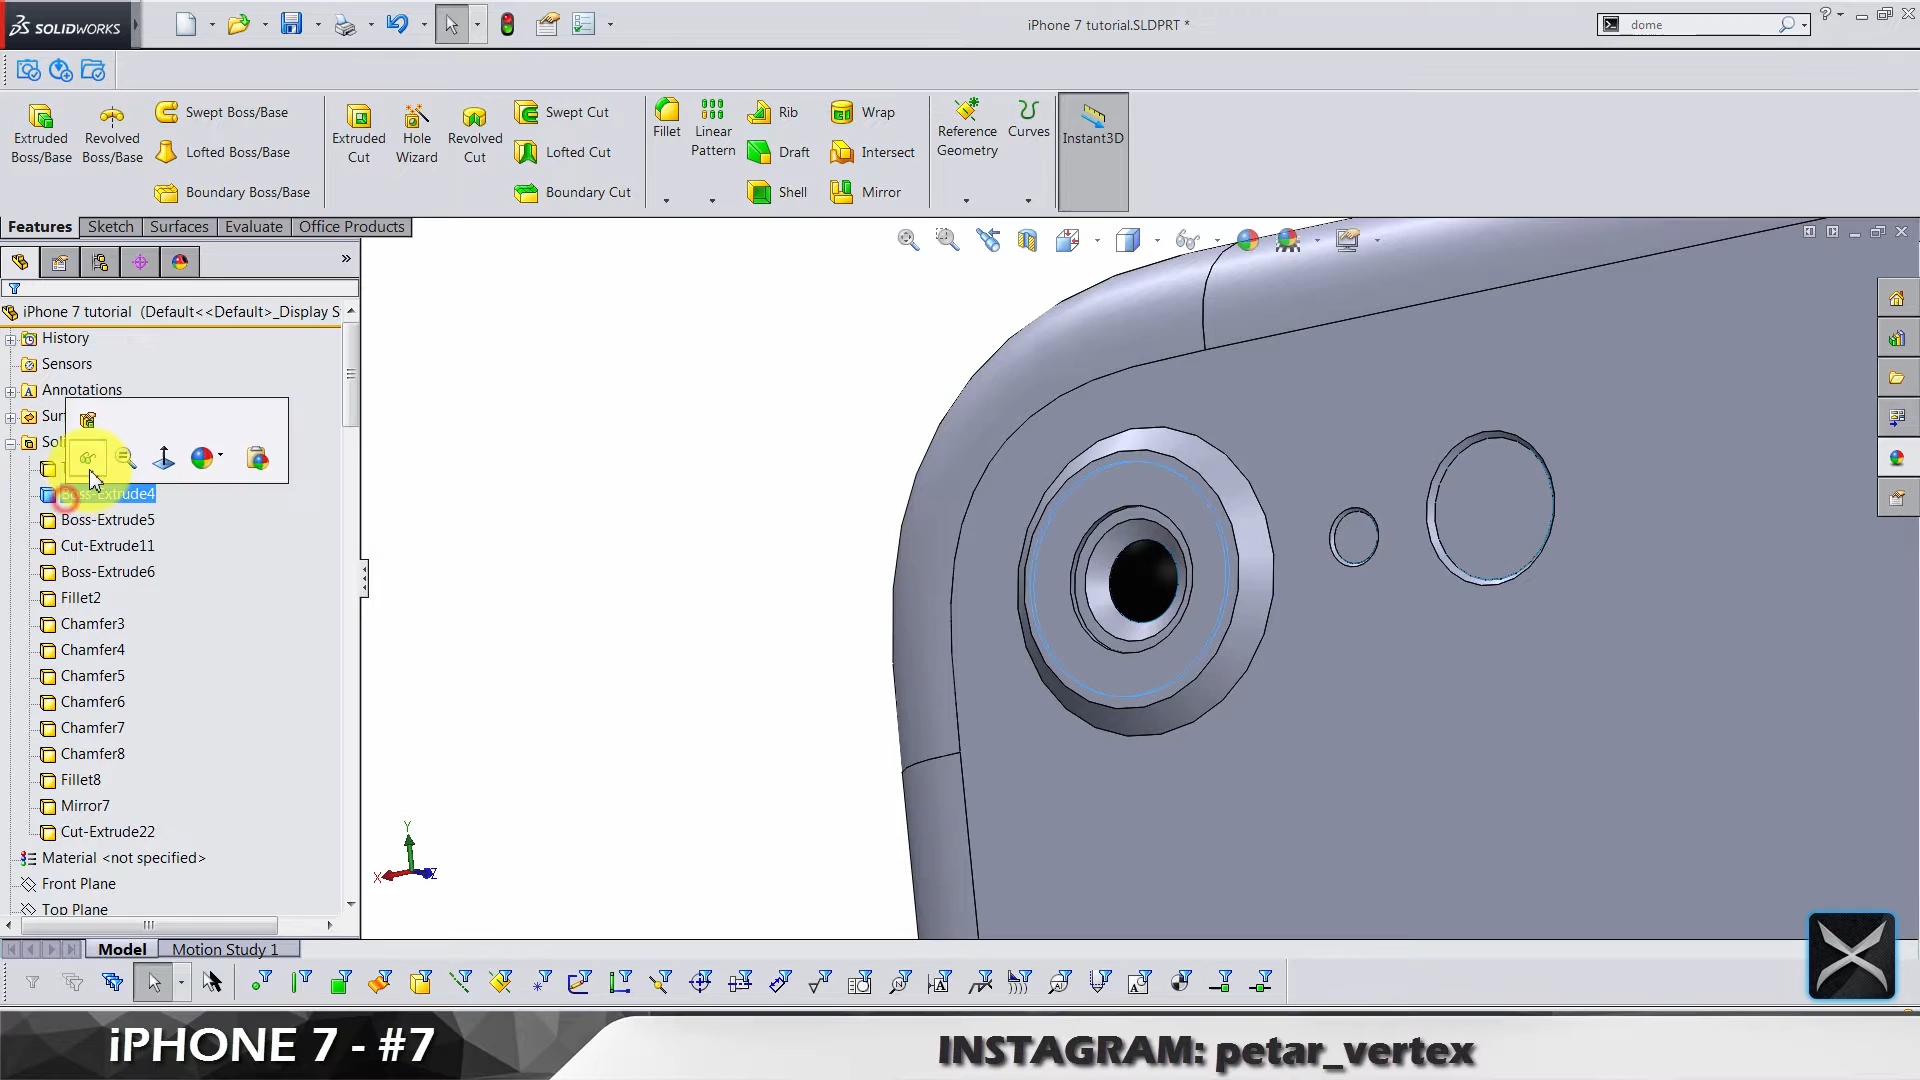 SOLIDWORKS
iPhone 7 tutorial.SLDPRT *
dome
Extruded Boss/Base
Revolved Boss/Base
Swept Boss/Base
Lofted Boss/Base
Boundary Boss/Base
Extruded Cut
Hole Wizard
Revolved Cut
Swept Cut
Lofted Cut
Boundary Cut
Fillet
Linear Pattern
Rib
Draft
Shell
Wrap
Intersect
Mirror
Reference Geometry
Curves
Instant3D
Features
Sketch
Surfaces
Evaluate
Office Products
iPhone 7 tutorial (Default<<Default>_Display S
History
Sensors
Annotations
Sur
Soli
Boss-Extrude4
Boss-Extrude5
Cut-Extrude11
Boss-Extrude6
Fillet2
Chamfer3
Chamfer4
Chamfer5
Chamfer6
Chamfer7
Chamfer8
Fillet8
Mirror7
Cut-Extrude22
Material <not specified>
Front Plane
Top Plane
Y
X
Z
Model
Motion Study 1
iPHONE 7 - #7
INSTAGRAM: petar_vertex